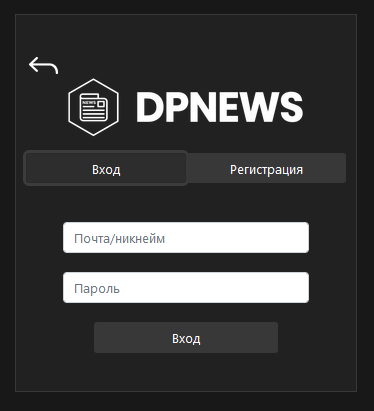 NEWS
DPNEWS
Вход
Регистрация
Почта/никнейм
Пароль
Вход